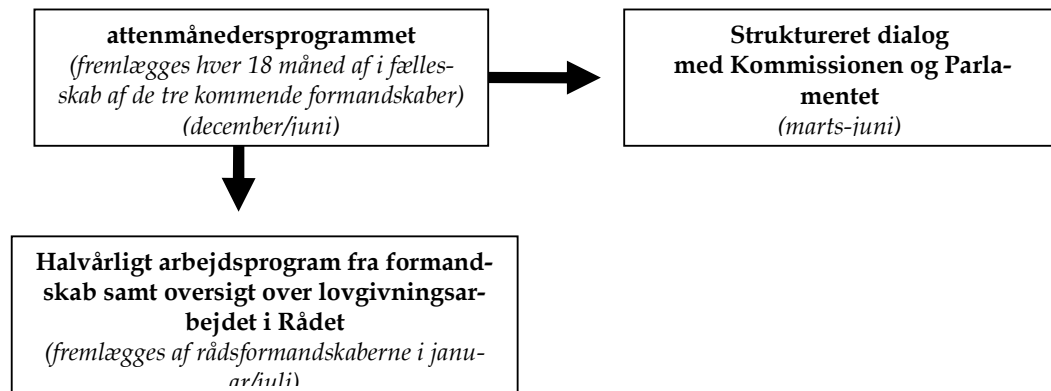 attenmånedersprogrammet
(fremlægges hver 18 måned af i fælles-
skab af de tre kommende formandskaber)
(december/juni)
Struktureret dialog
med Kommissionen og Parla-
mentet
(marts-juni)
Halvårligt arbejdsprogram fra formand-
skab samt oversigt over lovgivningsar-
bejdet i Rådet
(fremlægges af rådsformandskaberne i janu-
ar/juli)